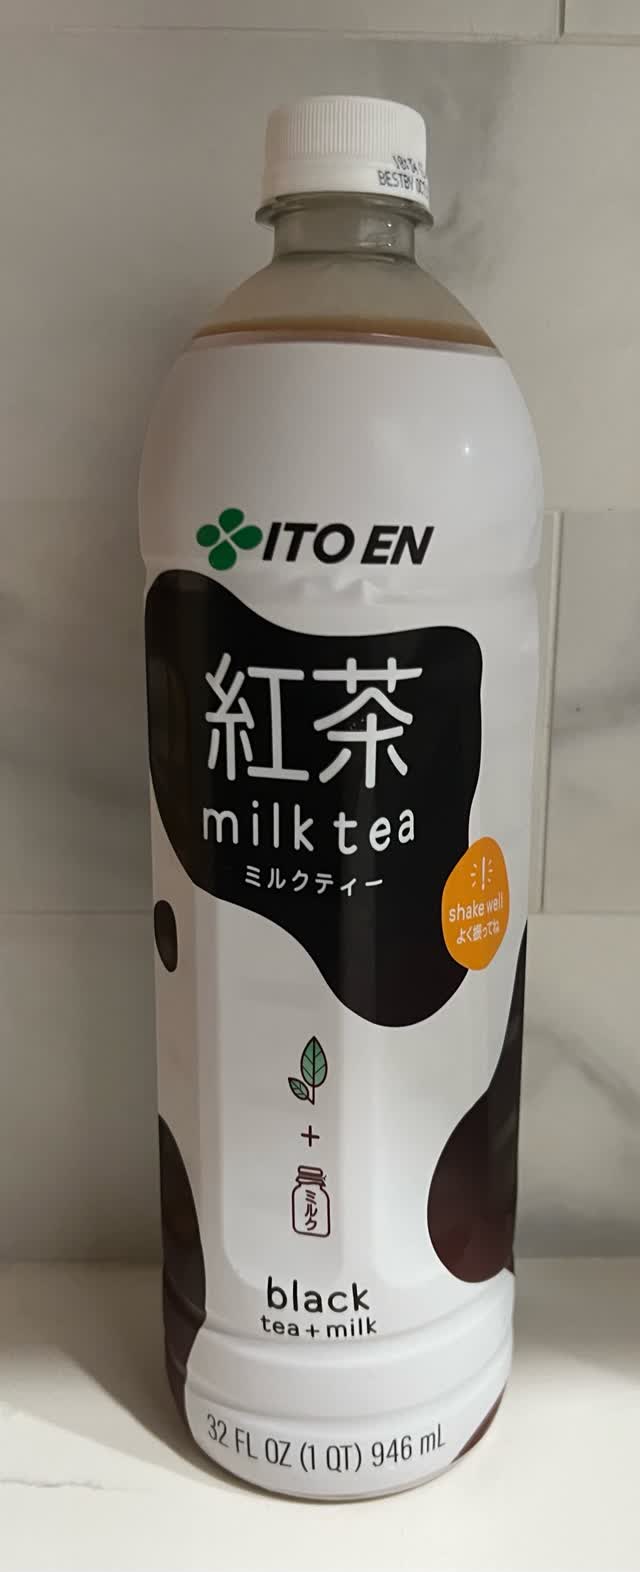 BESTBY
ITO EN
紅茶
milk tea
ミルクティー
shake well
よく振ってね
+
ミルク
black
tea + milk
32 FL OZ (1 QT) 946 mL